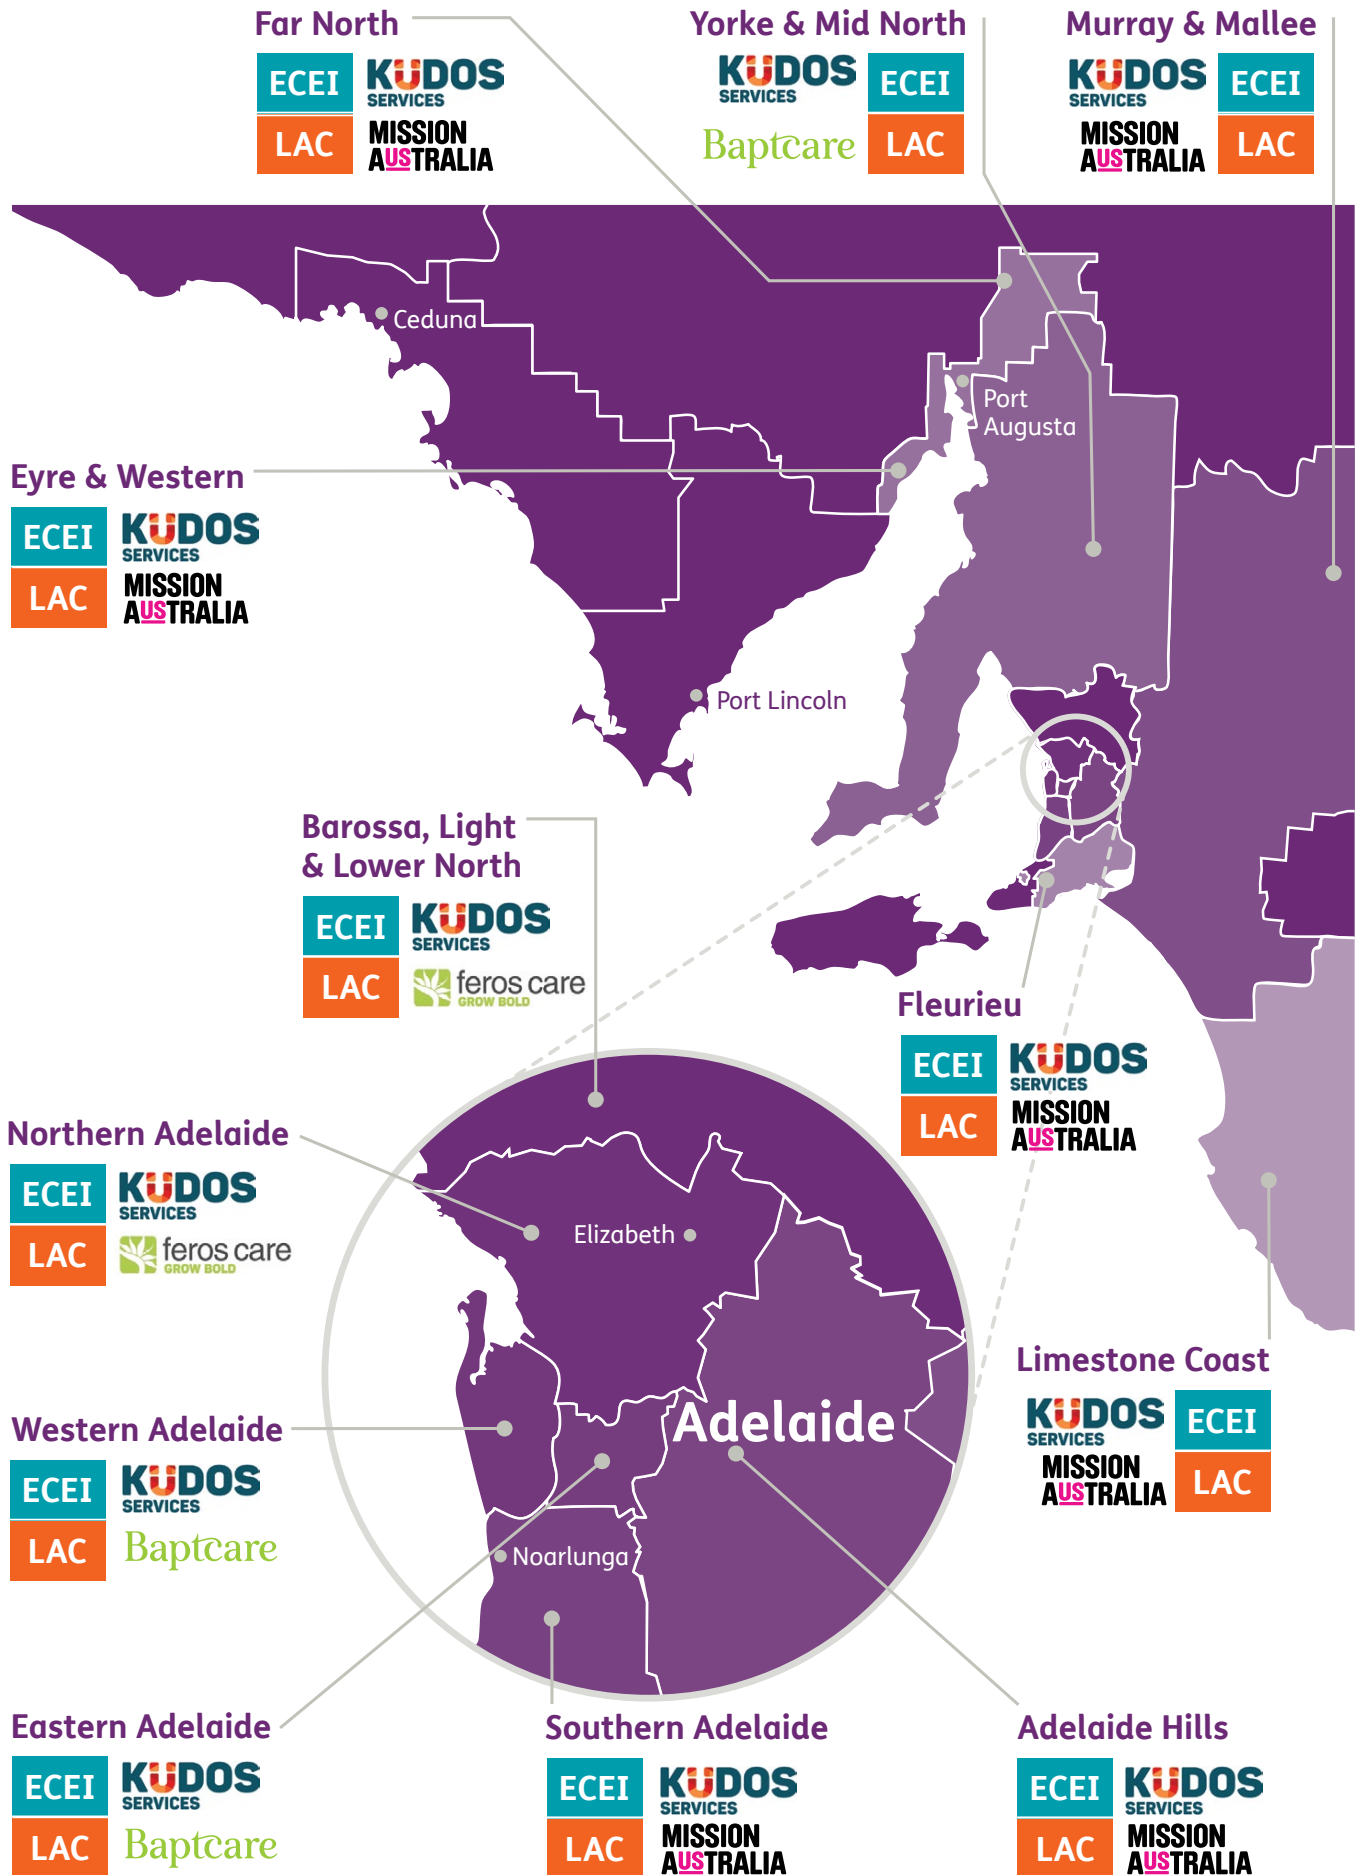 Far North
ECEI
KUDOS
SERVICES
LAC
MISSION
AUSTRALIA
Yorke & Mid North
KUDOS
SERVICES
ECEI
Baptcare
LAC
Murray & Mallee
KUDOS
SERVICES
ECEI
MISSION
AUSTRALIA
LAC
Ceduna
Port
Augusta
Eyre & Western
ECEI
KUDOS
SERVICES
LAC
MISSION
AUSTRALIA
Port Lincoln
Barossa, Light
& Lower North
ECEI
KUDOS
SERVICES
LAC
feros care
GROW BOLD
Fleurieu
ECEI
KUDOS
SERVICES
LAC
MISSION
AUSTRALIA
Northern Adelaide
ECEI
KUDOS
SERVICES
LAC
feros care
GROW BOLD
Elizabeth
Limestone Coast
KUDOS
SERVICES
ECEI
MISSION
AUSTRALIA
LAC
Adelaide
Western Adelaide
ECEI
KUDOS
SERVICES
LAC
Baptcare
Noarlunga
Eastern Adelaide
ECEI
KUDOS
SERVICES
LAC
Baptcare
Southern Adelaide
ECEI
KUDOS
SERVICES
LAC
MISSION
AUSTRALIA
Adelaide Hills
ECEI
KUDOS
SERVICES
LAC
MISSION
AUSTRALIA